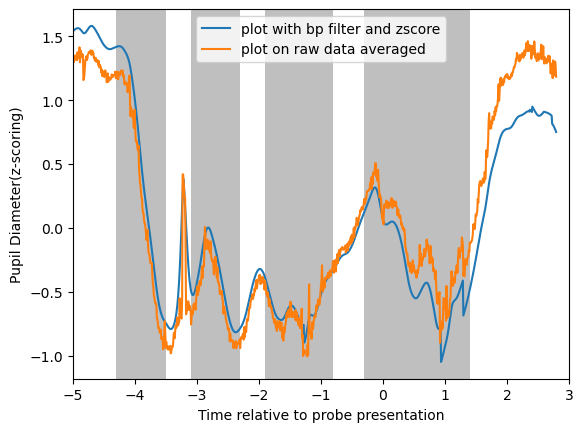 plot with bp filter and zscore
plot on raw data averaged
Pupil Diameter(z-scoring)
1.5
1.0
0.5
0.0
−0.5
−1.0
−5 −4 −3 −2 −1 0 1 2 3
Time relative to probe presentation